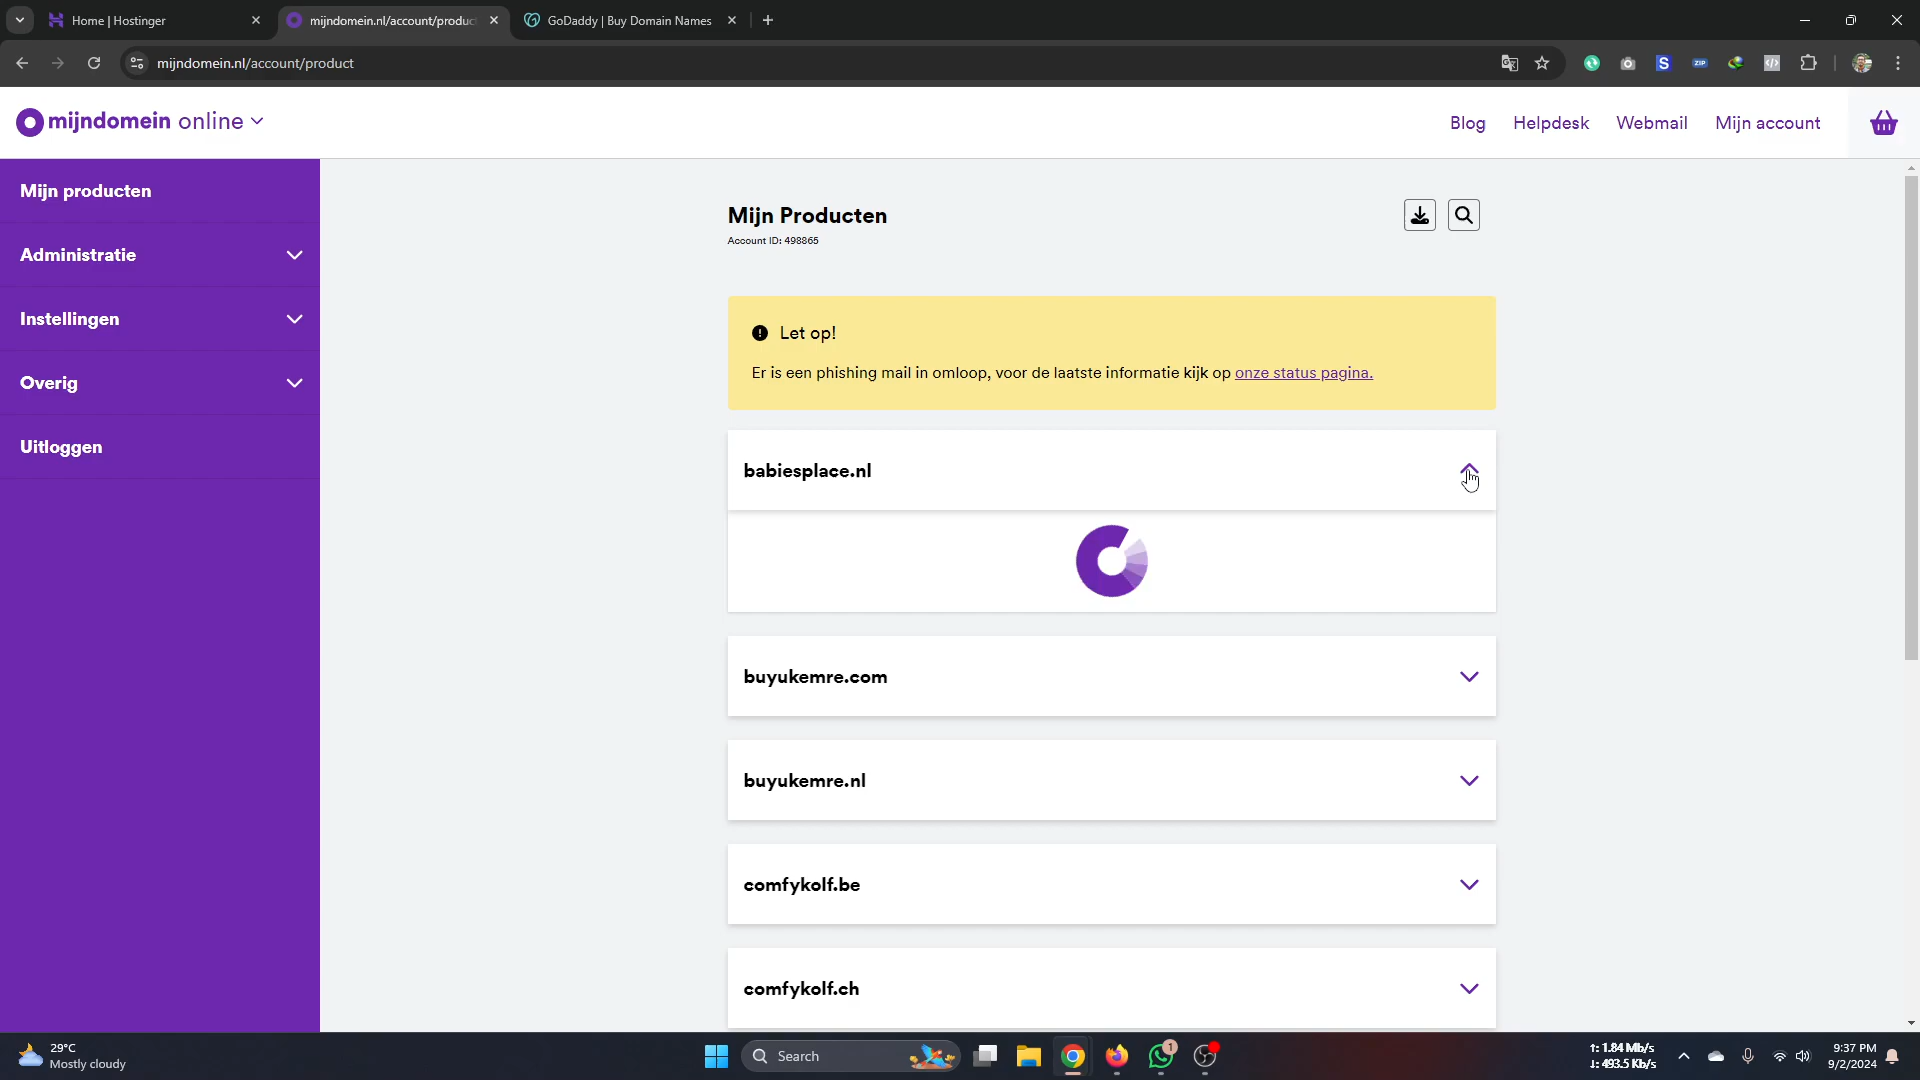 Home | Hostinger
mijndomein.nl/account/produc
GoDaddy | Buy Domain Names
mijndomein.nl/account/product
ZIP
mijndomein online
Blog
Helpdesk
Webmail
Mijn account
Mijn producten
Administratie
Instellingen
Overig
Uitloggen
Mijn Producten
Account ID: 498865
Let op!
Er is een phishing mail in omloop, voor de laatste informatie kijk op onze status pagina.
babiesplace.nl
buyukemre.com
buyukemre.nl
comfykolf.be
comfykolf.ch
29°C
Mostly cloudy
Search
1
↑: 1.84 Mb/s
↓: 493.5 Kb/s
9:37 PM
9/2/2024